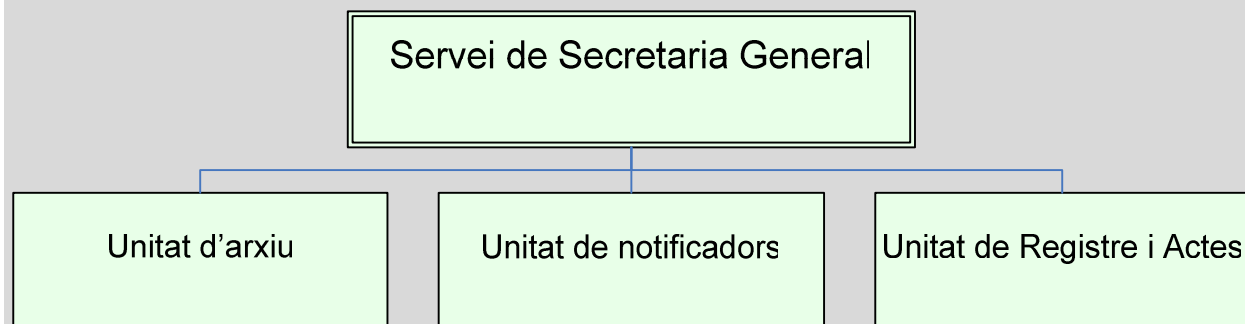 Servei de Secretaria General
Unitat d’arxiu
Unitat de notificadors
Unitat de Registre i Actes